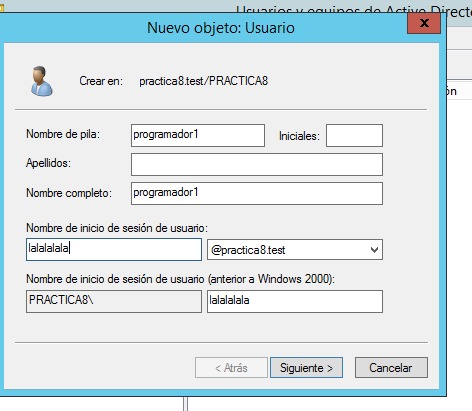 Usuarios y equipos de Active Directo
Nuevo objeto: Usuario
x
Crear en: practica8.test/PRACTICA8
ón
Nombre de pila: programador1 Iniciales:
Apellidos:
Nombre completo: programador1
Nombre de inicio de sesión de usuario:
lalalalala @practica8.test
Nombre de inicio de sesión de usuario (anterior a Windows 2000):
PRACTICA8\ lalalalala
< Atrás Siguiente > Cancelar